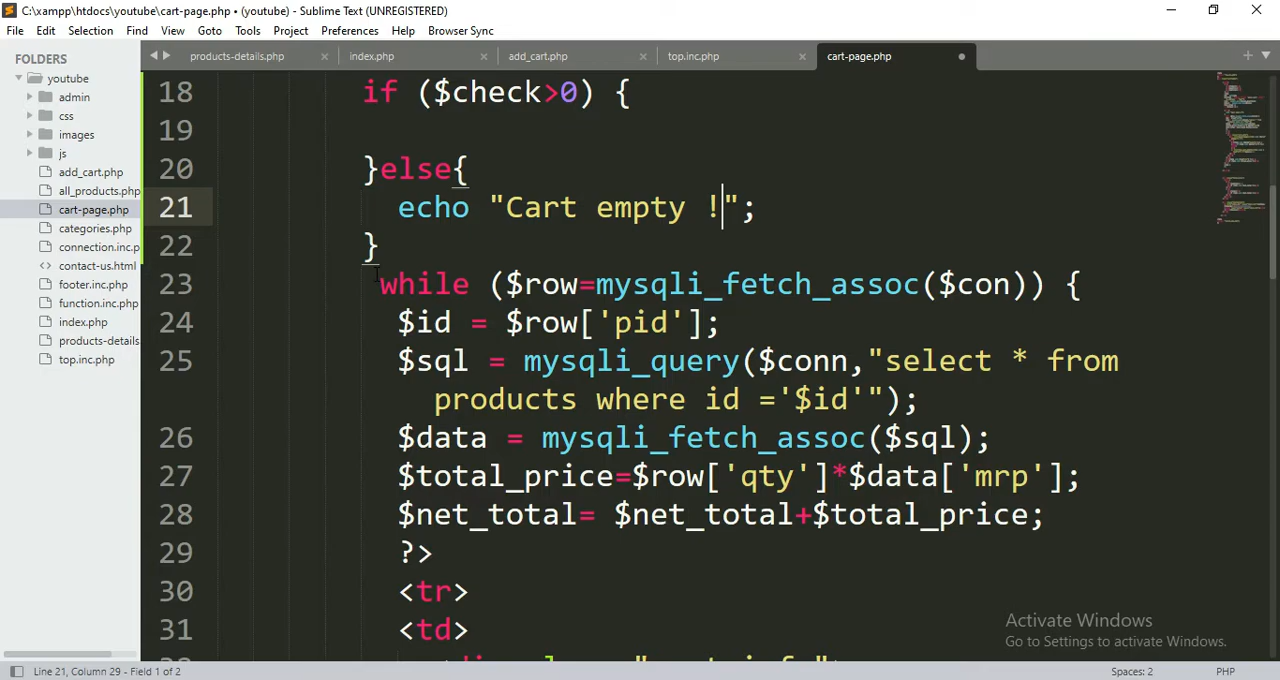 C:\xampp\htdocs\youtube\cart-page.php • (youtube) - Sublime Text (UNREGISTERED)
File Edit Selection Find View Goto Tools Project Preferences Help Browser Sync
FOLDERS
youtube
admin
css
images
js
add_cart.php
all_products.php
cart-page.php
categories.php
connection.inc.p
contact-us.html
footer.inc.php
function.inc.php
index.php
products-details
top.inc.php
products-details.php index.php add_cart.php top.inc.php cart-page.php
18 if ($check>0) {
19
20 }else{
21 echo "Cart empty !";
22 }
23 while ($row=mysqli_fetch_assoc($con)) {
24 $id = $row['pid'];
25 $sql = mysqli_query($conn,"select * from
products where id ='$id'");
26 $data = mysqli_fetch_assoc($sql);
27 $total_price=$row['qty']*$data['mrp'];
28 $net_total= $net_total+$total_price;
29 ?>
30 <tr>
31 <td>
Activate Windows
Go to Settings to activate Windows.
Line 21, Column 29 - Field 1 of 2 Spaces: 2 PHP